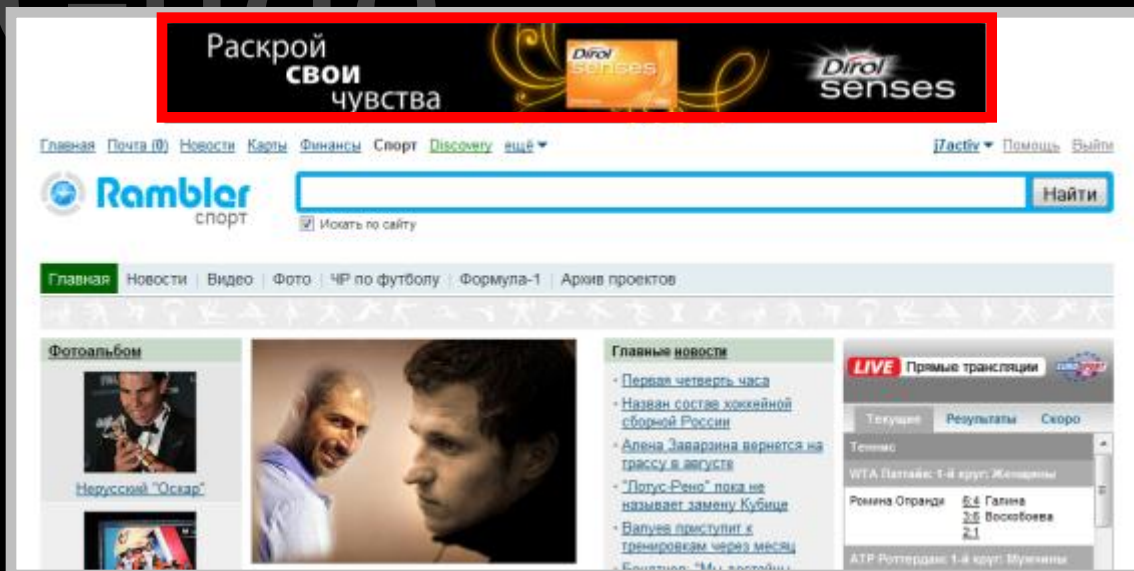 Раскрой
свои
чувства
Dirol
senses
Dirol
senses
Главная Почта (0) Новости Карты Финансы Спорт Discovery ещё
j7activ Помощь Выйти
Rambler
спорт
Найти
Искать по сайту
Главная Новости Видео Фото ЧР по футболу Формула-1 Архив проектов
Фотоальбом
Нерусский "Оскар"
Главные новости
Первая четверть часа
Назван состав хоккейной
сборной России
Алена Заварзина вернется на
трассу в августе
"Лотус-Рено" пока не
называет замену Кубице
Валуев приступит к
тренировкам через месяц
LIVE Прямые трансляции
Текущие Результаты Скоро
Теннис
WTA Паттайя: 1-й круг: Женщины
Ромина Опранди 6:4 Галина
3:6 Воскобоева
2:1
ATP Роттердам: 1-й круг: Мужчины